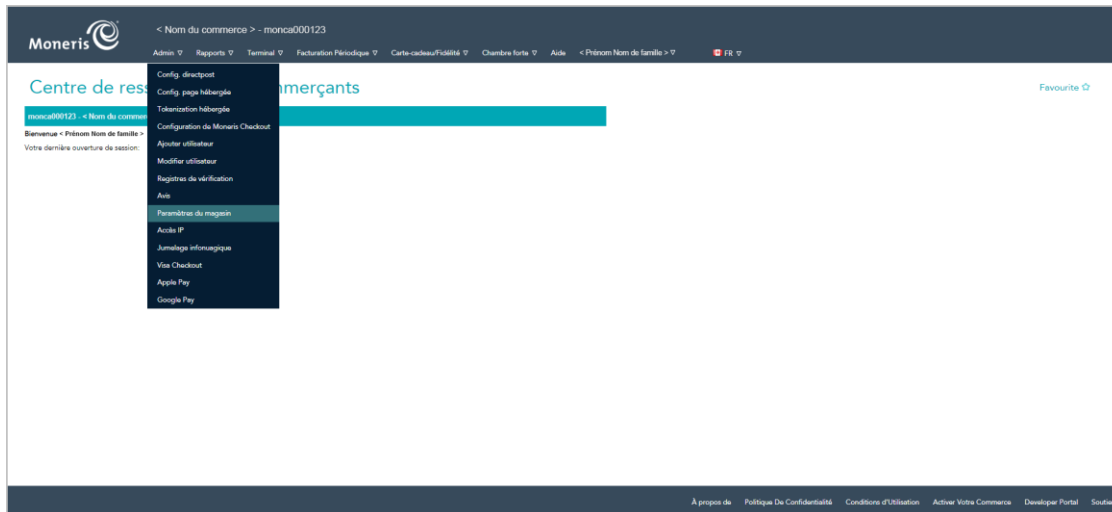 Moneris
< Nom du commerce > - monca000123
Admin Rapports Terminal Facturation Périodique Carte-cadeau/Fidélité Chambre forte Aide < Prénom Nom de famille > FR
Centre de res mmerçants
Favourite
monca000123 - < Nom du commer
Bienvenue < Prénom Nom de famille >
Votre dernière ouverture de session:
Config. directpost
Config. page hébergée
Tokenization hébergée
Configuration de Moneris Checkout
Ajouter utilisateur
Modifier utilisateur
Registres de vérification
Avis
Paramètres du magasin
Accès IP
Jumelage infonuagique
Visa Checkout
Apple Pay
Google Pay
À propos de Politique De Confidentialité Conditions d'Utilisation Activer Votre Commerce Developer Portal Soutie